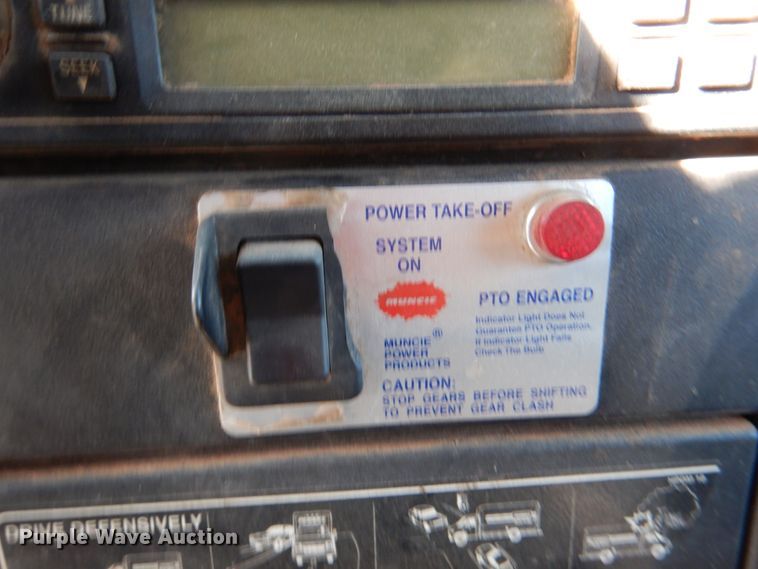 TUNE
SEEK
POWER TAKE-OFF
SYSTEM
ON
MUNCIE
PTO ENGAGED
Indicator Light Does Not
Guarantee PTO Operation.
If Indicator Light Fails
Check The Bulb
MUNCIE®
POWER
PRODUCTS
CAUTION:
STOP GEARS BEFORE SHIFTING
TO PREVENT GEAR CLASH
DRIVE DEFENSIVELY
Purple Wave Auction